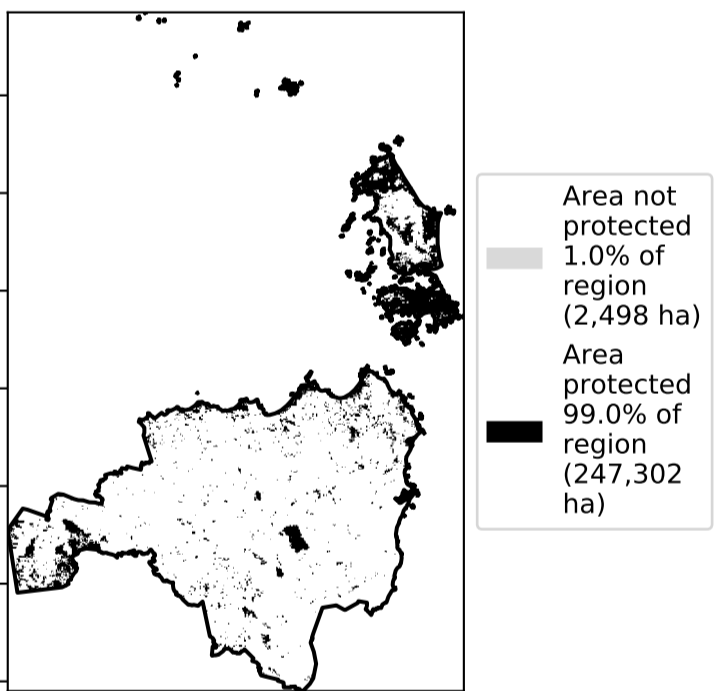 Area not
protected
1.0% of
region
(2,498 ha)
Area
protected
99.0% of
region
(247,302
ha)